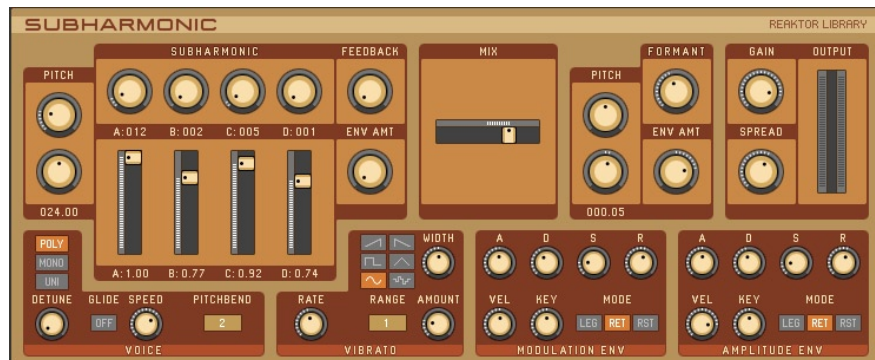 SUBHARMONIC
REAKTOR LIBRARY
SUBHARMONIC
FEEDBACK
MIX
FORMANT
GAIN
OUTPUT
PITCH
PITCH
A:012 B:002 C:005 D:001
ENV AMT
ENV AMT
SPREAD
024.00
000.05
A:1.00 B:0.77 C:0.92 D:0.74
POLY
MONO
UNI
WIDTH
A D S R
A D S R
DETUNE GLIDE SPEED PITCHBEND
OFF
2
RATE RANGE AMOUNT
1
VEL KEY MODE
LEG RET RST
VEL KEY MODE
LEG RET RST
VOICE
VIBRATO
MODULATION ENV
AMPLITUDE ENV